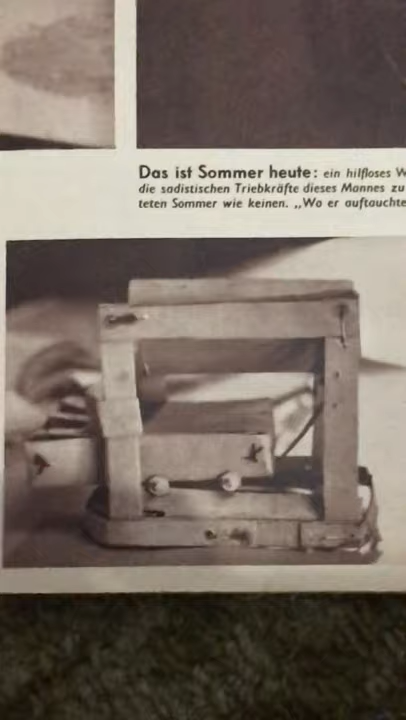 Das ist Sommer heute: ein hilfloses
die sadistischen Triebkräfte dieses Mannes zu
teten Sommer wie keinen. „Wo er auftauchte